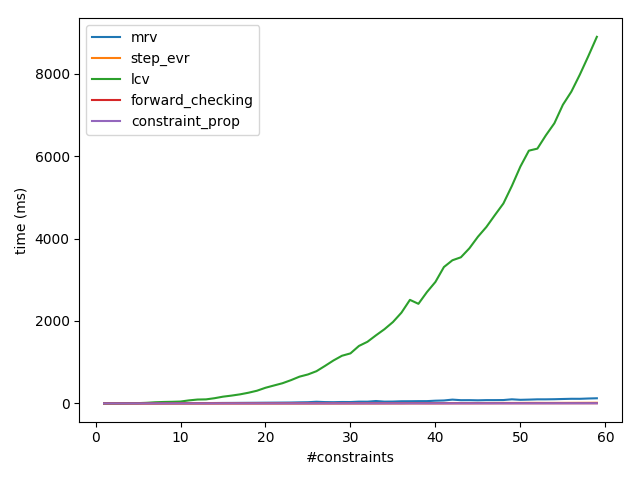 mrv
step_evr
lcv
forward_checking
constraint_prop
time (ms)
8000
6000
4000
2000
0
0 10 20 30 40 50 60
#constraints